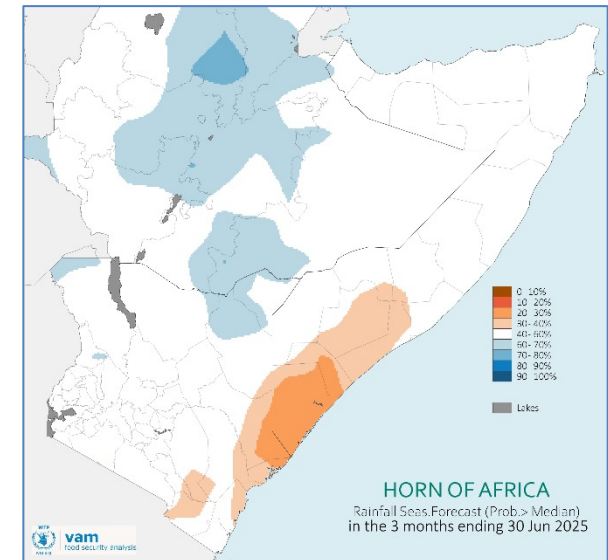 0 10%
10 20%
20 30%
30 40%
40 60%
60 70%
70 80%
80 90%
90 100%
Lakes
HORN OF AFRICA
Rainfall Seas.Forecast (Prob.> Median)
in the 3 months ending 30 Jun 2025
WFP
vam
food security analysis